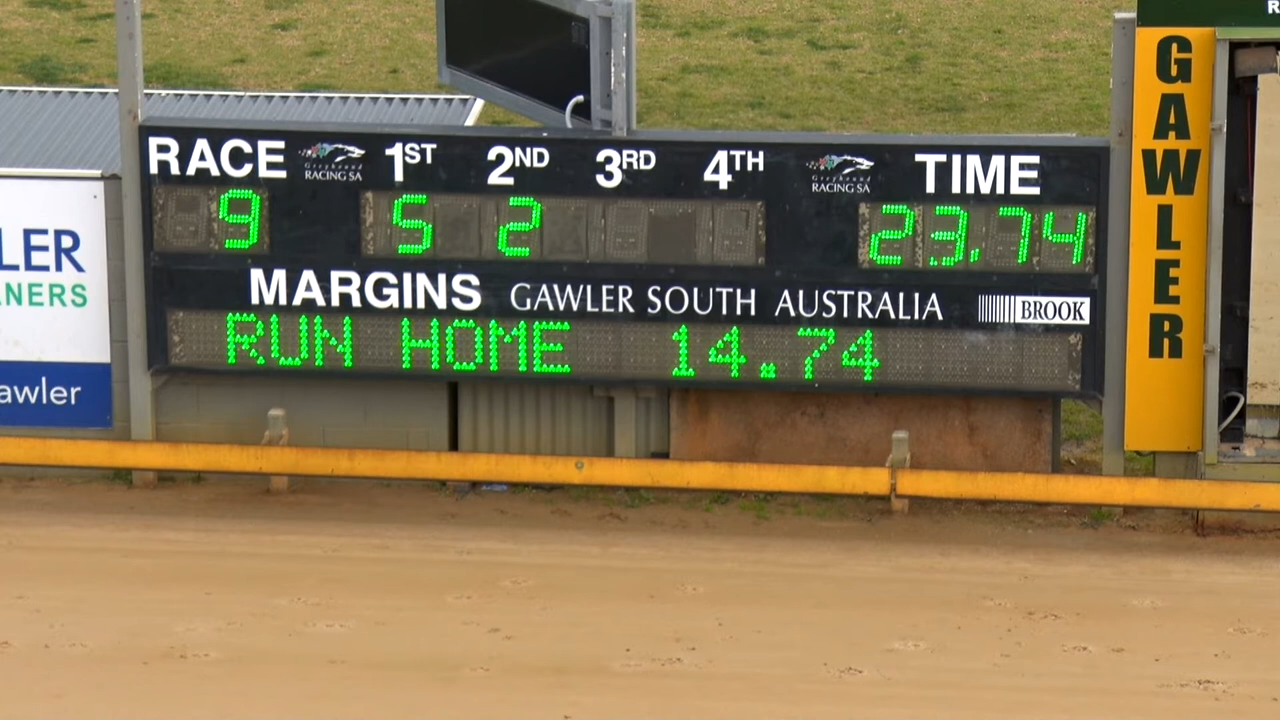 R
GAWLER
RACE 1ST 2ND 3RD 4TH TIME
Greyhound RACING SA
Greyhound RACING SA
9 5 2 23.74
MARGINS GAWLER SOUTH AUSTRALIA BROOK
RUN HOME 14.74
LER
NERS
awler